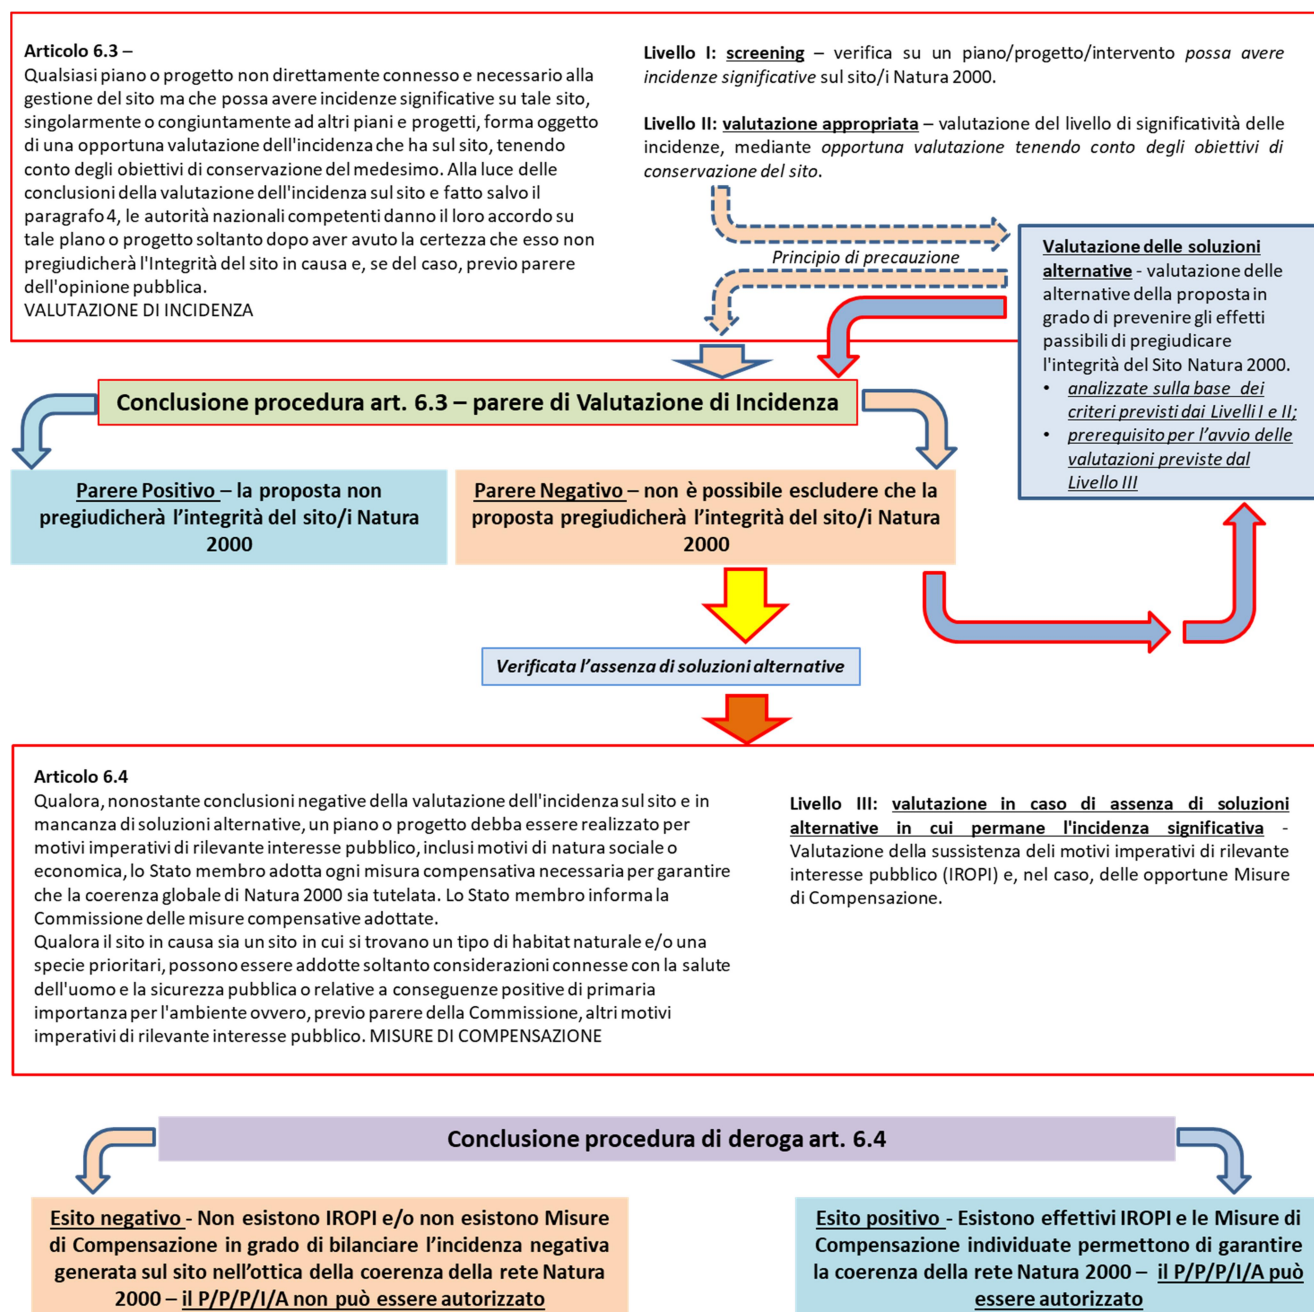 Articolo 6.3 –
Qualsiasi piano o progetto non direttamente connesso e necessario alla
gestione del sito ma che possa avere incidenze significative su tale sito,
singolarmente o congiuntamente ad altri piani e progetti, forma oggetto
di una opportuna valutazione dell'incidenza che ha sul sito, tenendo
conto degli obiettivi di conservazione del medesimo. Alla luce delle
conclusioni della valutazione dell'incidenza sul sito e fatto salvo il
paragrafo 4, le autorità nazionali competenti danno il loro accordo su
tale plano o progetto soltanto dopo aver avuto la certezza che esso non
pregiudicherà l'Integrità del sito in causa e, se del caso, previo parere
dell'opinione pubblica.
VALUTAZIONE DI INCIDENZA
Livello I: screening – verifica su un piano/progetto/intervento possa avere
incidenze significative sul sito/i Natura 2000.
Livello II: valutazione appropriata – valutazione del livello di significatività delle
incidenze, mediante opportuna valutazione tenendo conto degli obiettivi di
conservazione del sito.
Principio di precauzione
Valutazione delle soluzioni
alternative - valutazione delle
alternative della proposta in
grado di prevenire gli effetti
passibili di pregiudicare
l'integrità del Sito Natura 2000.
• analizzate sulla base dei
criteri previsti dai Livelli I e II;
• prerequisito per l'avvio delle
valutazioni previste dal
Livello III
Conclusione procedura art. 6.3 – parere di Valutazione di Incidenza
Parere Positivo – la proposta non
pregiudicherà l'integrità del sito/i Natura
2000
Parere Negativo – non è possibile escludere che la
proposta pregiudicherà l'integrità del sito/i Natura
2000
Verificata l'assenza di soluzioni alternative
Articolo 6.4
Qualora, nonostante conclusioni negative della valutazione dell'incidenza sul sito e in
mancanza di soluzioni alternative, un piano o progetto debba essere realizzato per
motivi imperativi di rilevante interesse pubblico, inclusi motivi di natura sociale o
economica, lo Stato membro adotta ogni misura compensativa necessaria per garantire
che la coerenza globale di Natura 2000 sia tutelata. Lo Stato membro informa la
Commissione delle misure compensative adottate.
Qualora il sito in causa sia un sito in cui si trovano un tipo di habitat naturale e/o una
specie prioritari, possono essere addotte soltanto considerazioni connesse con la salute
dell'uomo e la sicurezza pubblica o relative a conseguenze positive di primaria
importanza per l'ambiente ovvero, previo parere della Commissione, altri motivi
imperativi di rilevante interesse pubblico. MISURE DI COMPENSAZIONE
Livello III: valutazione in caso di assenza di soluzioni
alternative in cui permane l'incidenza significativa -
Valutazione della sussistenza deli motivi imperativi di rilevante
interesse pubblico (IROPI) e, nel caso, delle opportune Misure
di Compensazione.
Conclusione procedura di deroga art. 6.4
Esito negativo - Non esistono IROPI e/o non esistono Misure
di Compensazione in grado di bilanciare l'incidenza negativa
generata sul sito nell'ottica della coerenza della rete Natura
2000 – il P/P/P/I/A non può essere autorizzato
Esito positivo - Esistono effettivi IROPI e le Misure di
Compensazione individuate permettono di garantire
la coerenza della rete Natura 2000 – il P/P/P/I/A può
essere autorizzato